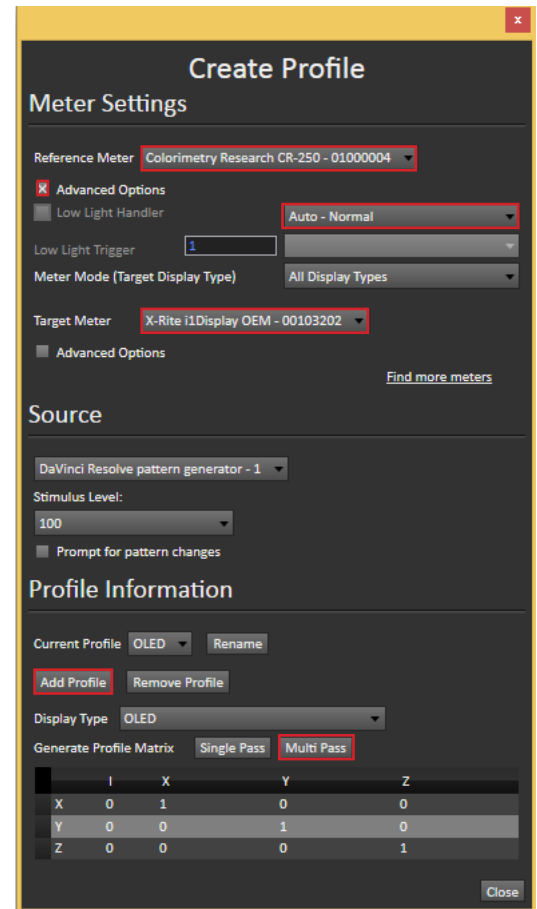 x
Create Profile
Meter Settings
Reference Meter Colorimetry Research CR-250 - 01000004
x Advanced Options
Low Light Handler Auto - Normal
Low Light Trigger 1
Meter Mode (Target Display Type) All Display Types
Target Meter X-Rite i1Display OEM - 00103202
Advanced Options
Find more meters
Source
DaVinci Resolve pattern generator - 1
Stimulus Level:
100
Prompt for pattern changes
Profile Information
Current Profile OLED Rename
Add Profile Remove Profile
Display Type OLED
Generate Profile Matrix Single Pass Multi Pass
I X Y Z
X 0 1 0 0
Y 0 0 1 0
Z 0 0 0 1
Close